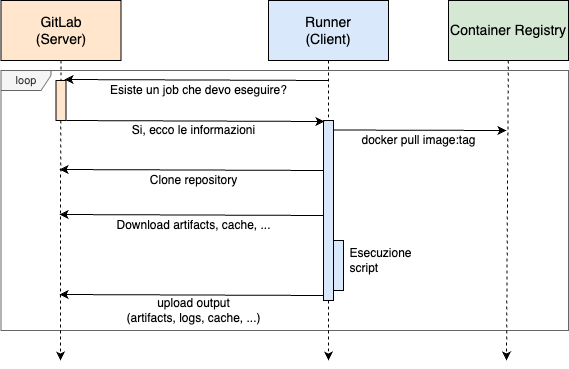 GitLab
(Server)
Runner
(Client)
Container Registry
loop
Esiste un job che devo eseguire?
Si, ecco le informazioni
docker pull image:tag
Clone repository
Download artifacts, cache, ...
Esecuzione
script
upload output
(artifacts, logs, cache, ...)